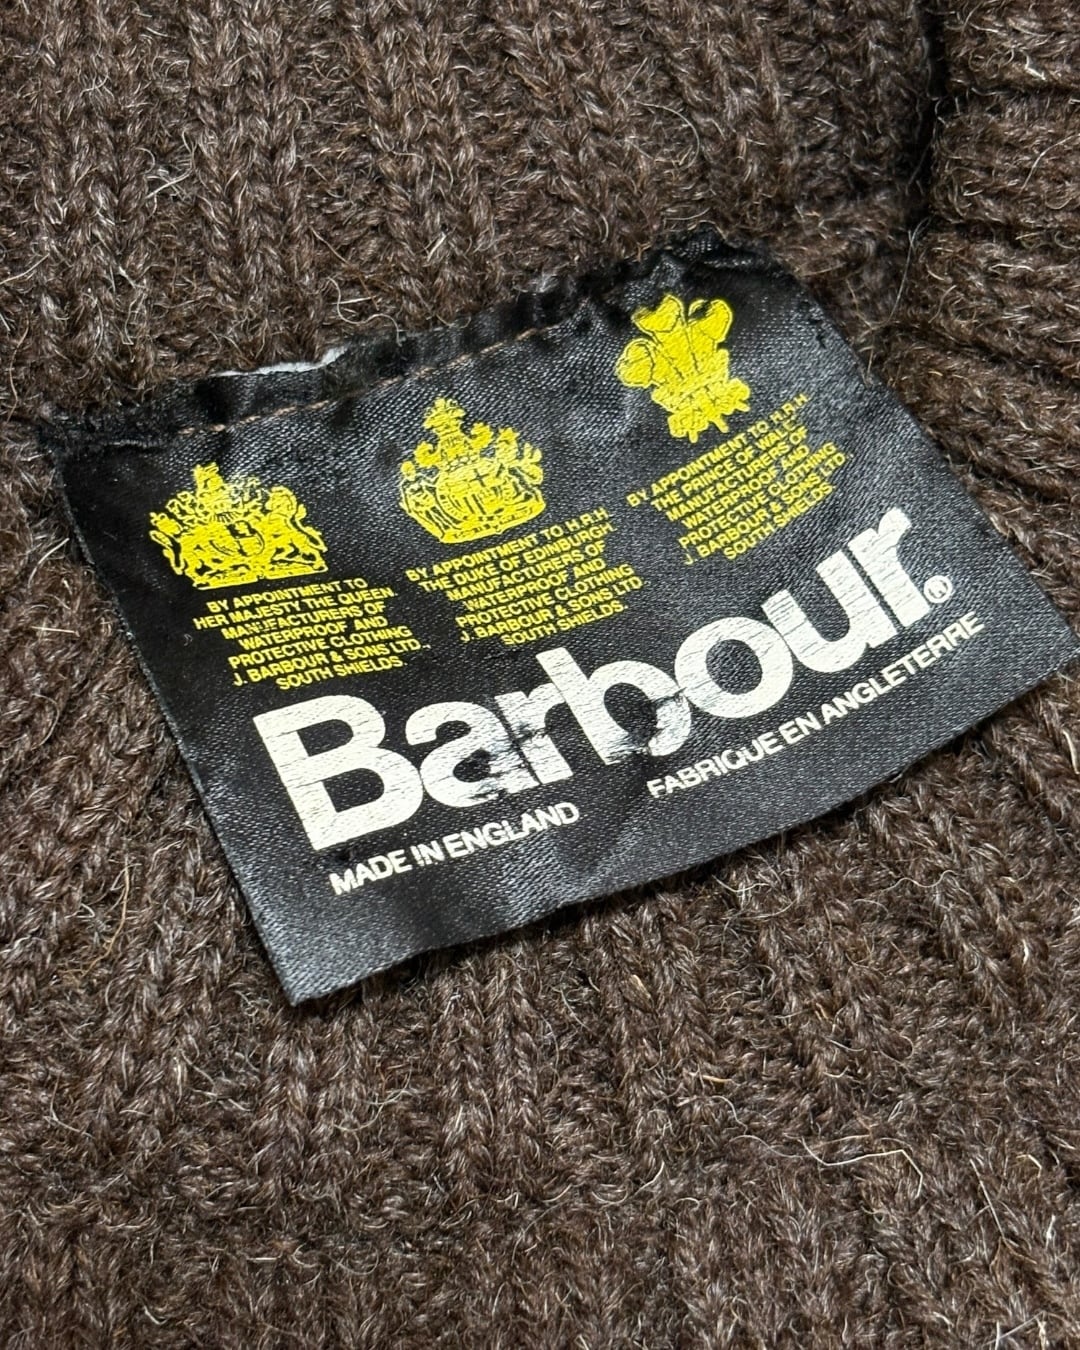 BY APPOINTMENT TO
HER MAJESTY THE QUEEN
MANUFACTURERS OF
WATERPROOF AND
PROTECTIVE CLOTHING
J. BARBOUR & SONS LTD.,
SOUTH SHIELDS
BY APPOINTMENT TO H.R.H
THE DUKE OF EDINBURGH
MANUFACTURERS OF
WATERPROOF AND
PROTECTIVE CLOTHING
J. BARBOUR & SONS LTD
SOUTH SHIELDS.
BY APPOINTMENT TO H.R.H
THE PRINCE OF WALES
MANUFACTURERS OF
WATERPROOF AND
PROTECTIVE CLOTHING
J. BARBOUR & SONS LTD.
SOUTH SHIELDS
Barbour®
MADE IN ENGLAND
FABRIQUE EN ANGLETERRE